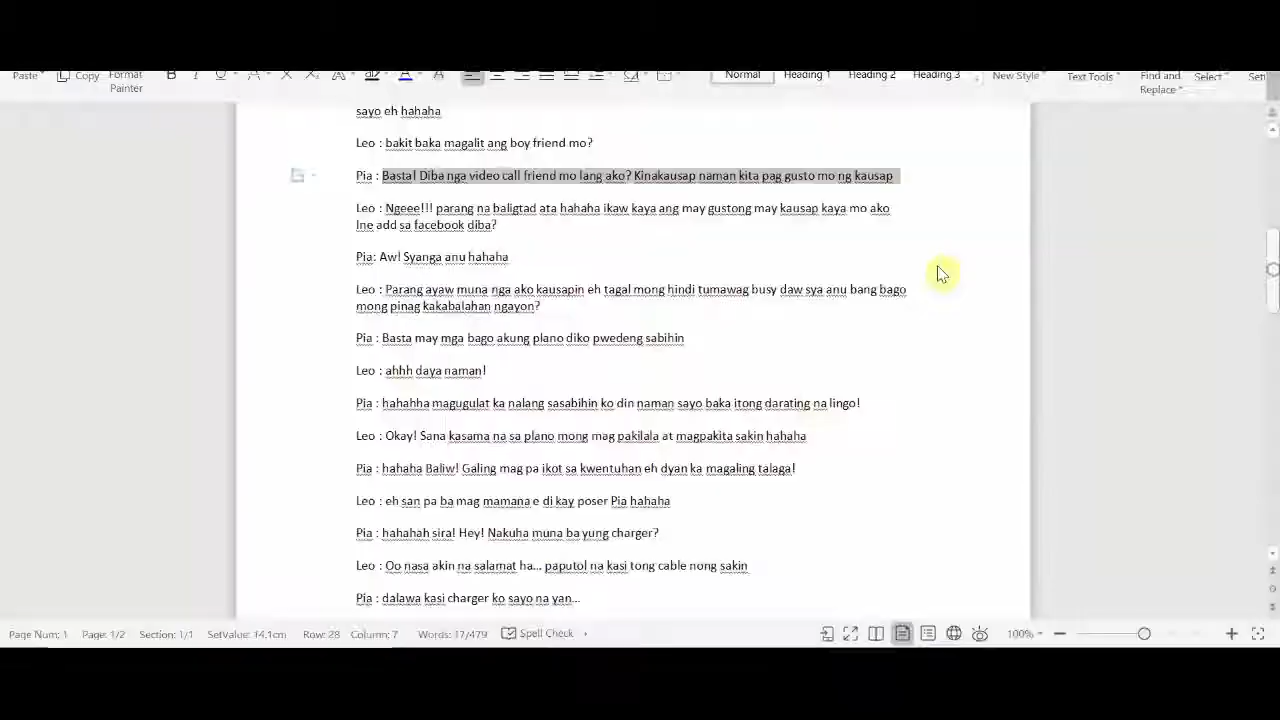 Paste Copy Format Painter B I U A Normal Heading 1 Heading 2 Heading 3 New Style Text Tools Find and Replace Select
sayo eh hahaha
Leo : bakit baka magalit ang boy friend mo?
Pia : Basta! Diba nga video call friend mo lang ako? Kinakausap naman kita pag gusto mo ng kausap
Leo : Ngeee!!! parang na baligtad ata hahaha ikaw kaya ang may gustong may kausap kaya mo ako
Ine add sa facebook diba?
Pia: Aw! Syanga anu hahaha
Leo : Parang ayaw muna nga ako kausapin eh tagal mong hindi tumawag busy daw sya anu bang bago
mong pinag kakabalahan ngayon?
Pia : Basta may mga bago akung plano diko pwedeng sabihin
Leo : ahhh daya naman!
Pia : hahahha magugulat ka nalang sasabihin ko din naman sayo baka itong darating na lingo!
Leo : Okay! Sana kasama na sa plano mong mag pakilala at magpakita sakin hahaha
Pia : hahaha Baliw! Galing mag pa ikot sa kwentuhan eh dyan ka magaling talaga!
Leo : eh san pa ba mag mamana e di kay poser Pia hahaha
Pia : hahahah sira! Hey! Nakuha muna ba yung charger?
Leo : Oo nasa akin na salamat ha... paputol na kasi tong cable nong sakin
Pia : dalawa kasi charger ko sayo na yan...
Page Num: 1 Page: 1/2 Section: 1/1 SetValue: 14.1cm Row: 28 Column: 7 Words: 17/479 Spell Check 100%